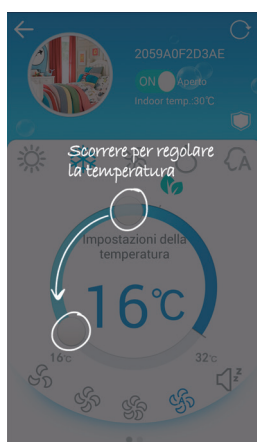 2059A0F2D3AE
ON Aperto
Indoor temp.:30℃
Scorrere per regolare
la temperatura
A
Impostazioni della
temperatura
16℃
16℃
32℃
z z